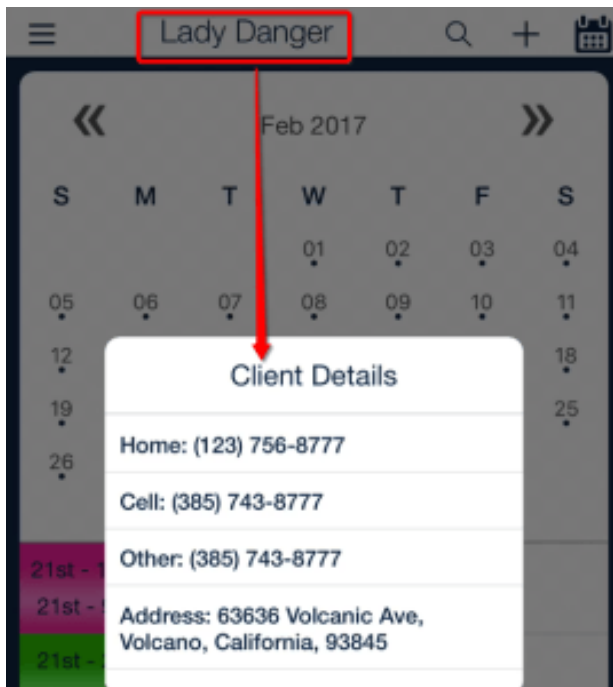 Lady Danger
Feb 2017
S M T W T F S
01 02 03 04
05 06 07 08 09 10 11
12 18
19 25
26
Client Details
Home: (123) 756-8777
Cell: (385) 743-8777
Other: (385) 743-8777
Address: 63636 Volcanic Ave,
Volcano, California, 93845
21st -
21st -
21st -